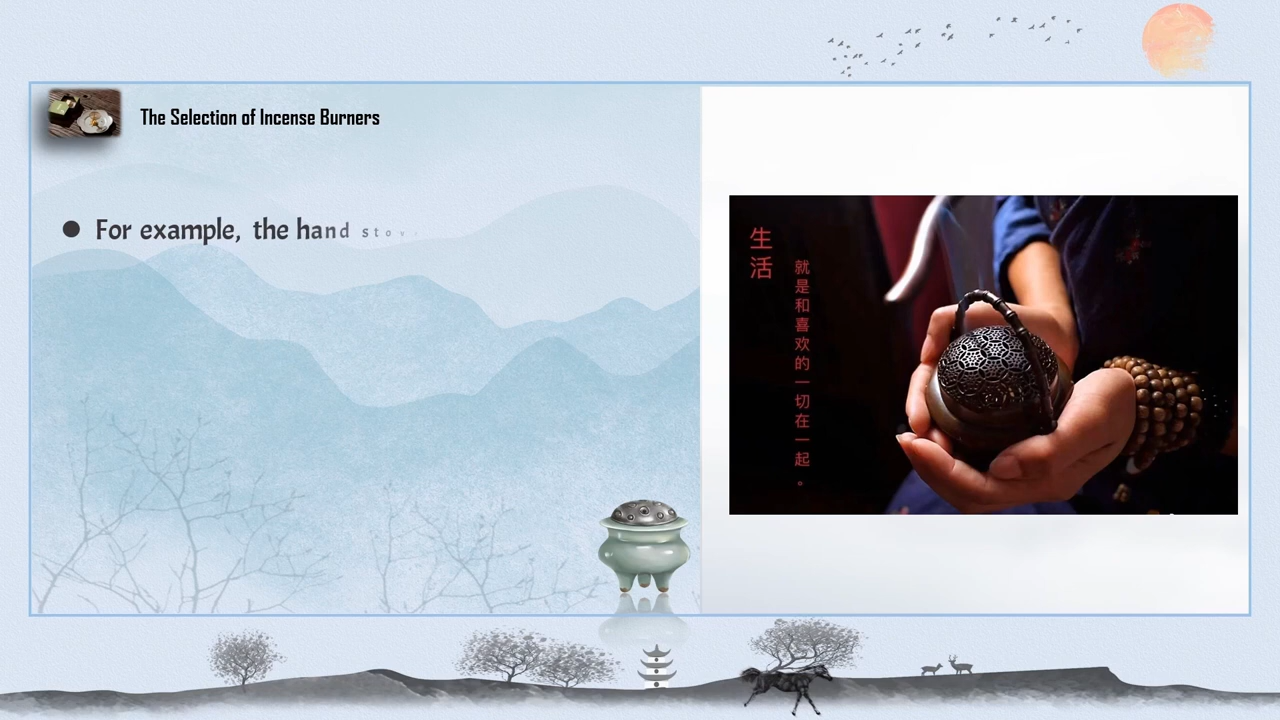 The Selection of Incense Burners
For example, the hand stov
生活
就是和喜欢的一切在一起。